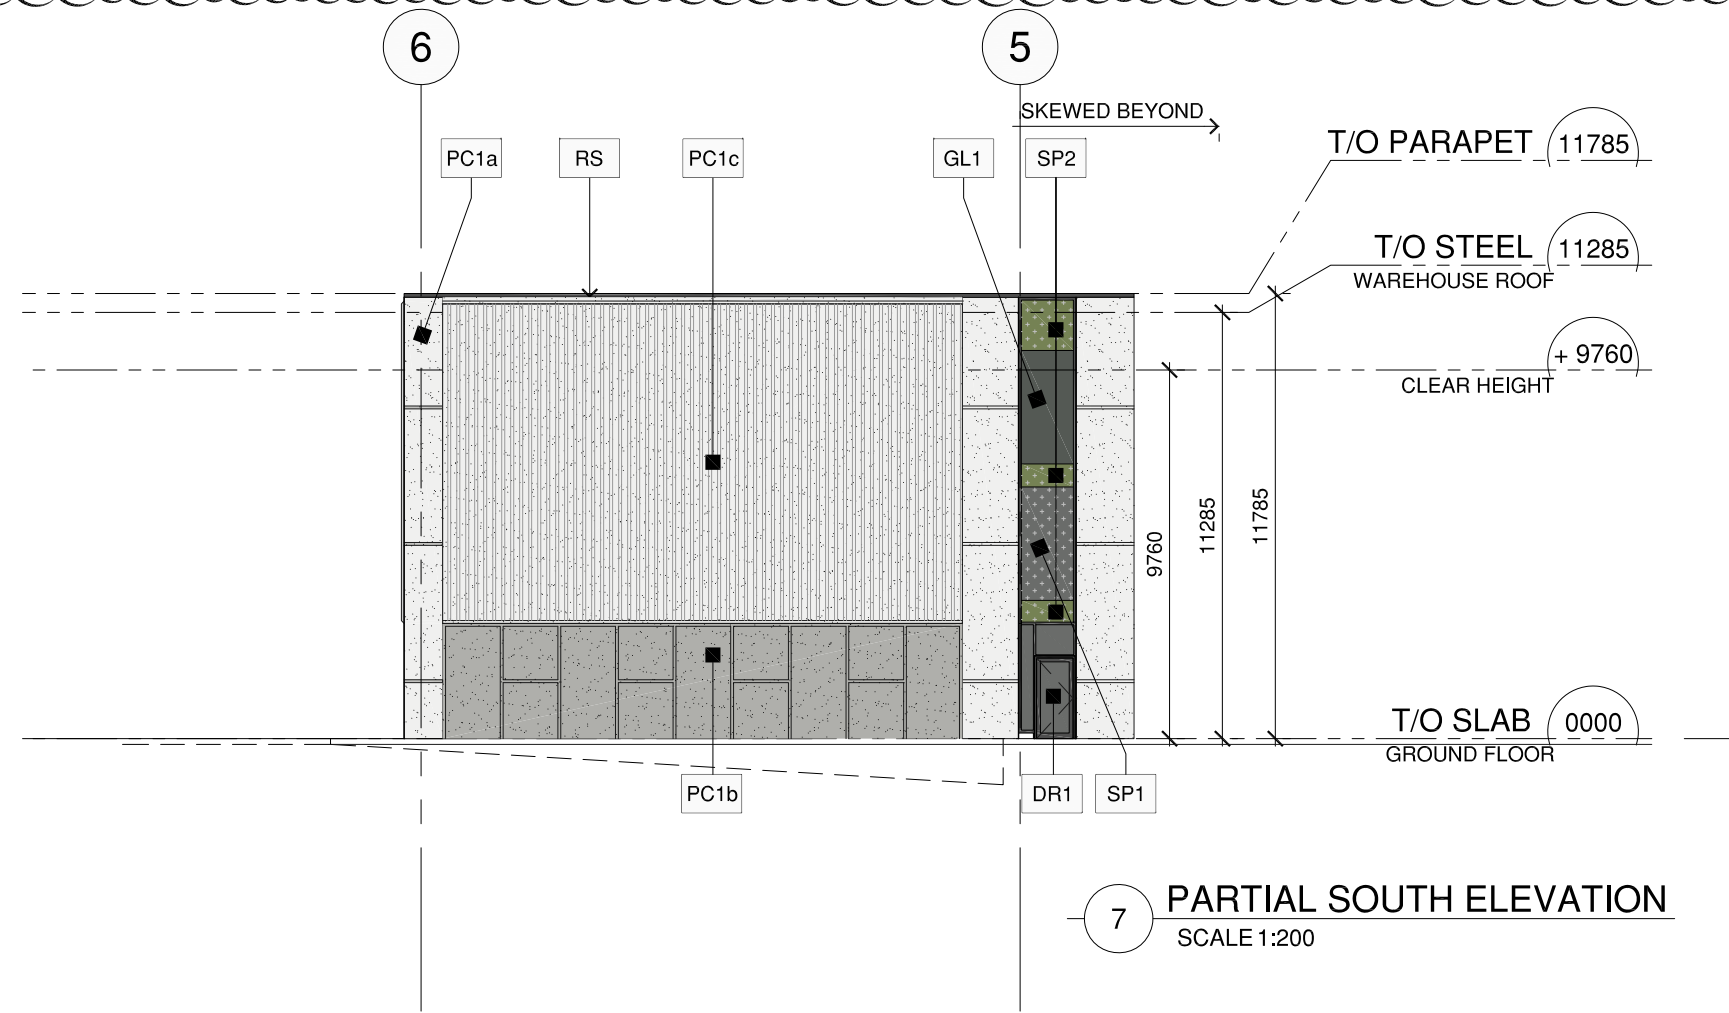 6
5
SKEWED BEYOND
T/O PARAPET 11785
PC1a
RS
PC1c
GL1
SP2
T/O STEEL 11285
WAREHOUSE ROOF
+ 9760
CLEAR HEIGHT
9760
11285
11785
T/O SLAB 0000
GROUND FLOOR
PC1b
DR1
SP1
7
PARTIAL SOUTH ELEVATION
SCALE 1:200